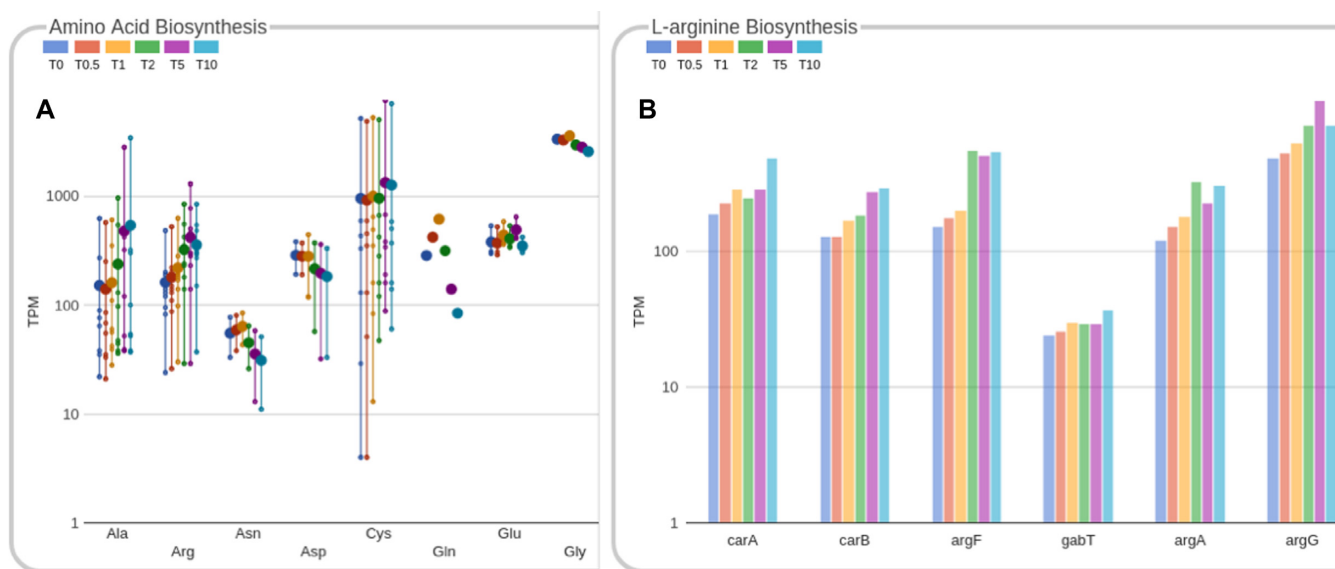 Amino Acid Biosynthesis
T0 T0.5 T1 T2 T5 T10
A
1000
100
10
1
TPM
Ala Arg Asn Asp Cys Gln Glu Gly
L-arginine Biosynthesis
T0 T0.5 T1 T2 T5 T10
B
100
10
1
TPM
carA carB argF gabT argA argG